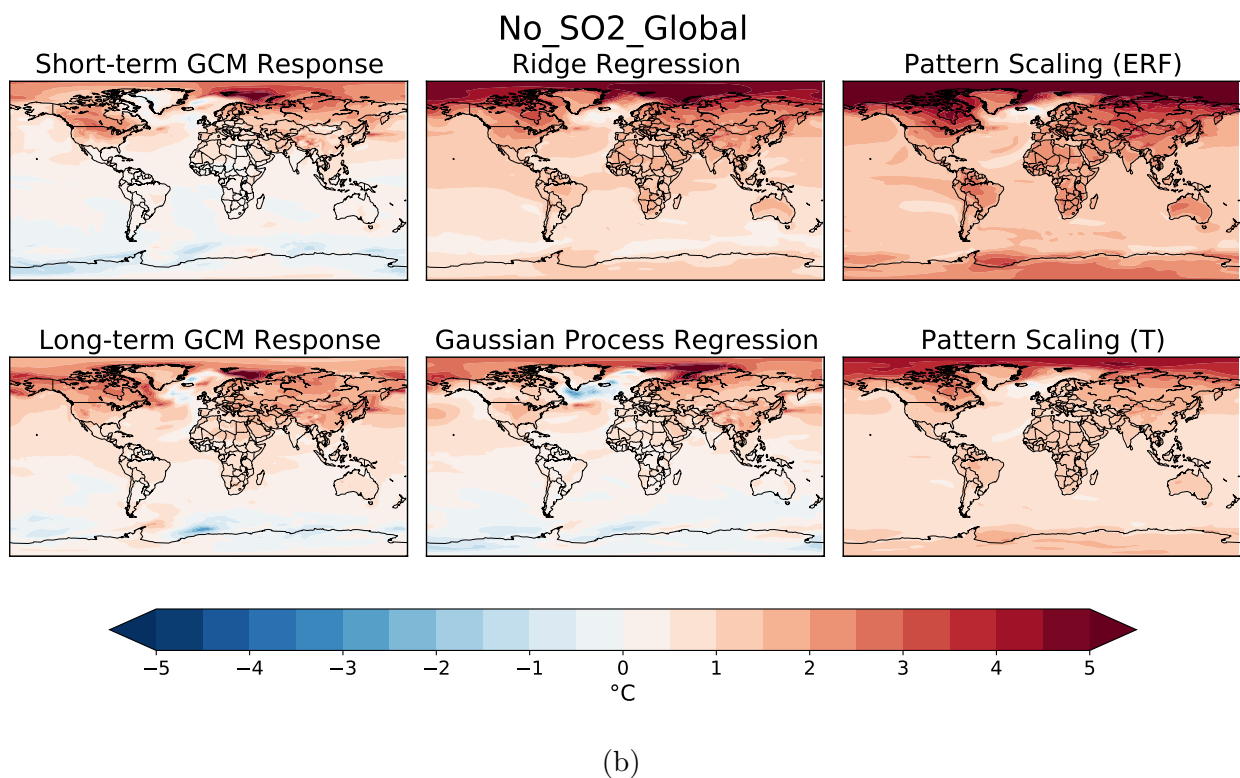 No_SO2_Global
Short-term GCM Response
Ridge Regression
Pattern Scaling (ERF)
Long-term GCM Response
Gaussian Process Regression
Pattern Scaling (T)
−5 −4 −3 −2 −1 0 1 2 3 4 5
°C
(b)